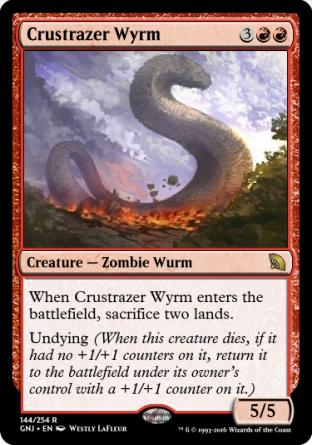 Crustrazer Wyrm 3
Creature — Zombie Wurm
When Crustrazer Wyrm enters the
battlefield, sacrifice two lands.
Undying (When this creature dies, if it
had no +1/+1 counters on it, return it
to the battlefield under its owner's
control with a +1/+1 counter on it.)
5/5
144/254 R
GNJ • EN Westly LaFleur
™ & © 1993-2016 Wizards of the Coast